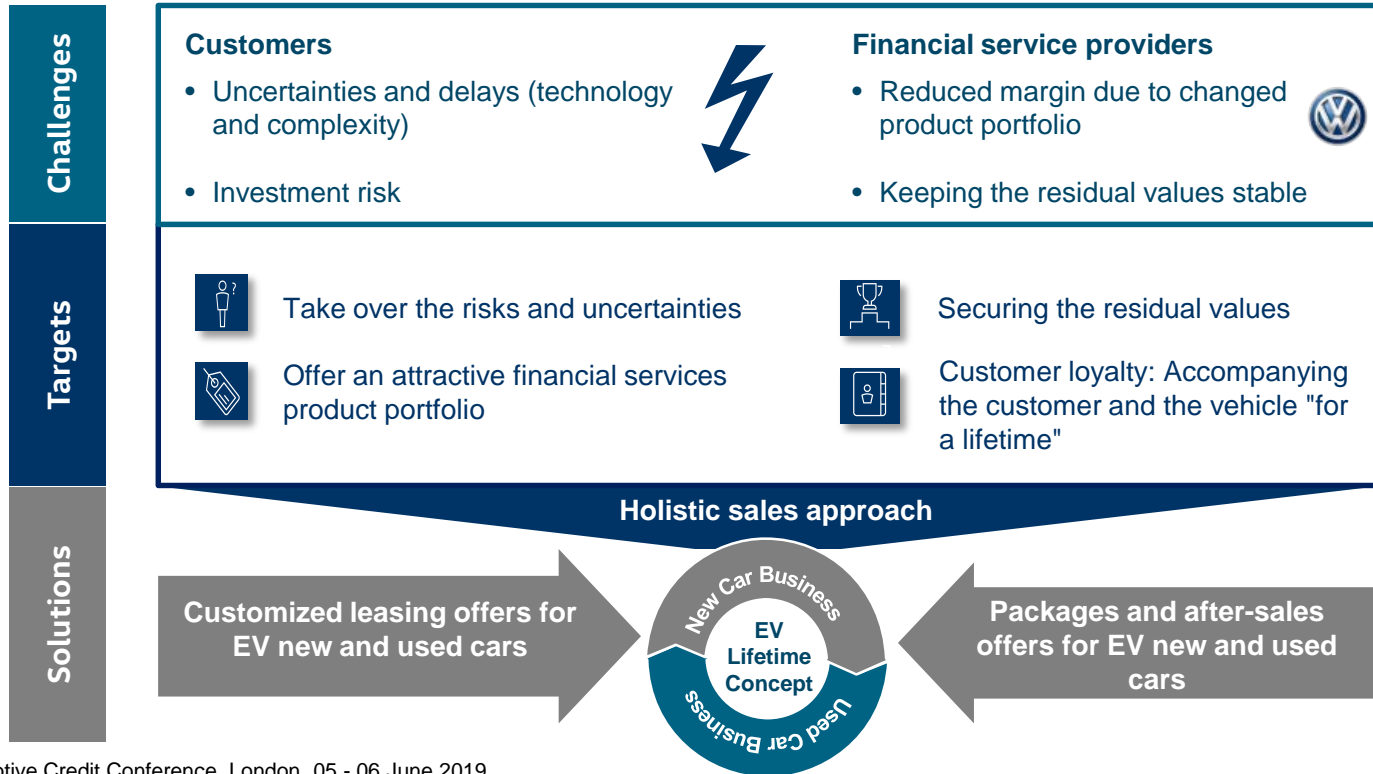 Challenges
Customers
• Uncertainties and delays (technology
and complexity)
• Investment risk
Financial service providers
• Reduced margin due to changed
product portfolio
• Keeping the residual values stable
Targets
?
Take over the risks and uncertainties
Offer an attractive financial services
product portfolio
Securing the residual values
Customer loyalty: Accompanying
the customer and the vehicle "for
a lifetime"
Solutions
Holistic sales approach
Customized leasing offers for
EV new and used cars
New Car Business
EV
Lifetime
Concept
Used Car Business
Packages and after-sales
offers for EV new and used
cars
Credit Conference, London, 05 - 06 June 2019